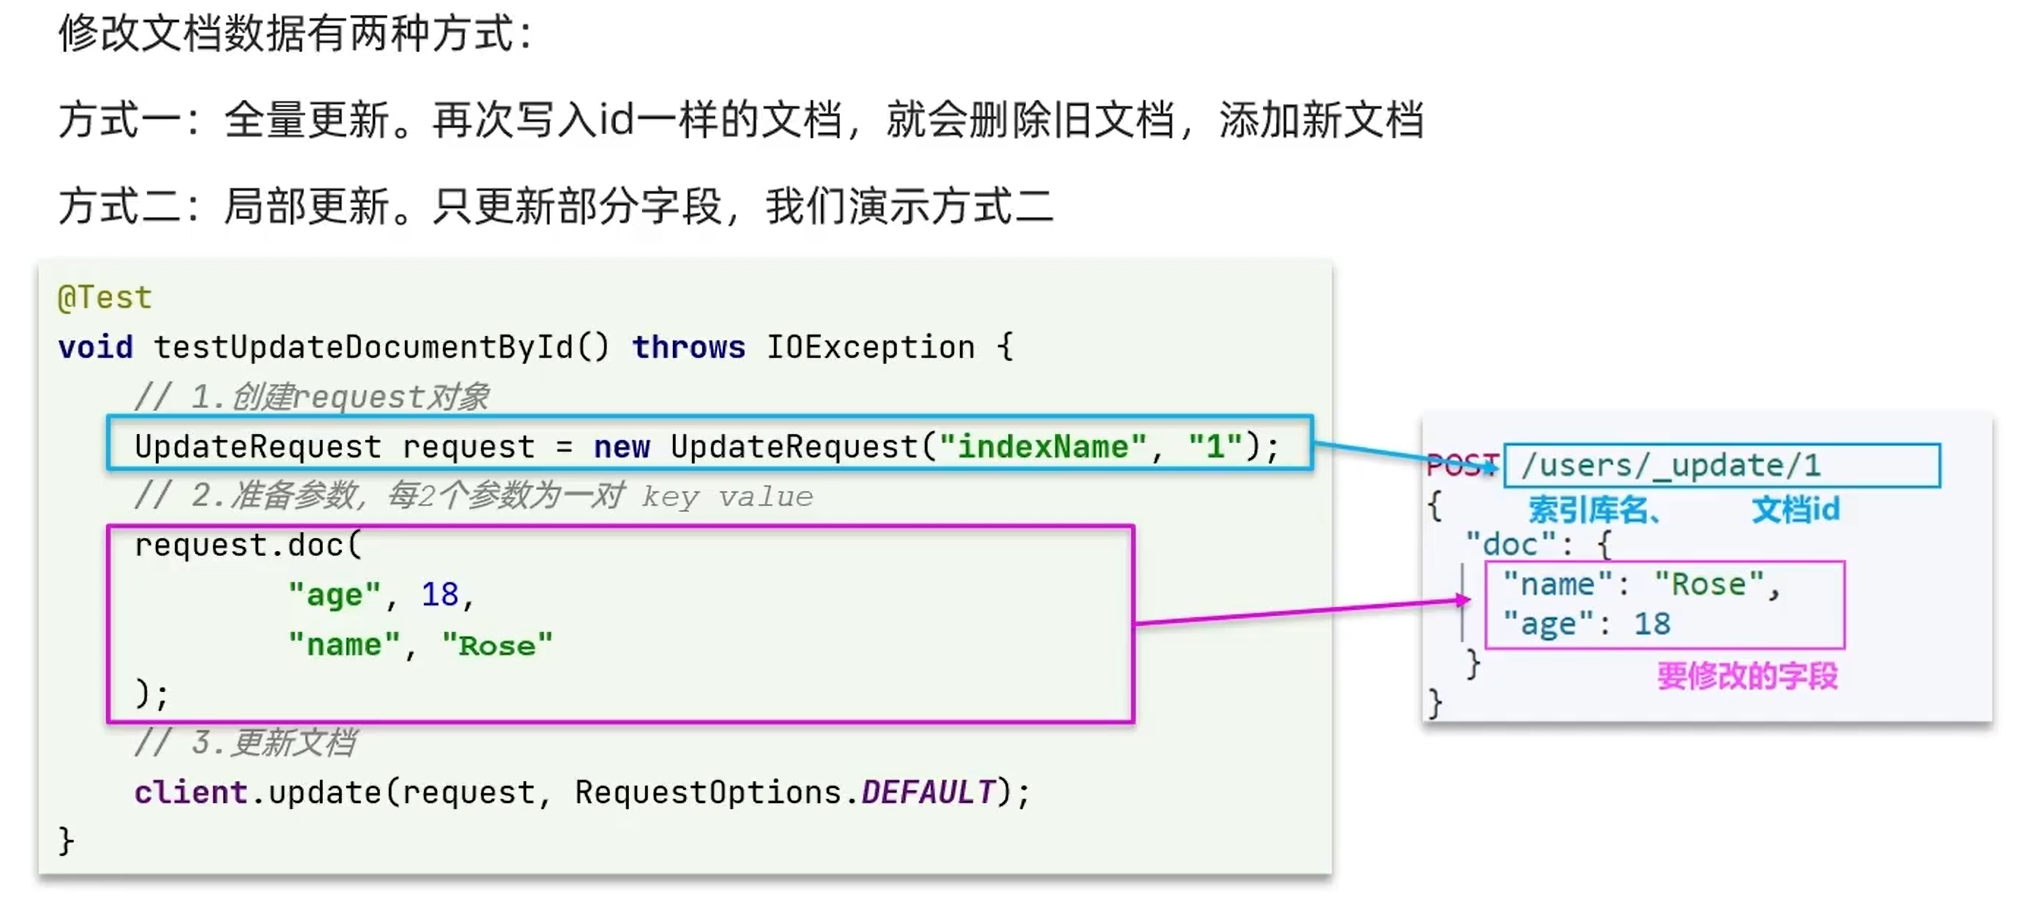 修改文档数据有两种方式：
方式一：全量更新。再次写入id一样的文档，就会删除旧文档，添加新文档
方式二：局部更新。只更新部分字段，我们演示方式二
@Test
void testUpdateDocumentById() throws IOException {
// 1.创建request对象
UpdateRequest request = new UpdateRequest("indexName", "1");
// 2.准备参数，每2个参数为一对 key value
request.doc(
"age", 18,
"name", "Rose"
);
// 3.更新文档
client.update(request, RequestOptions.DEFAULT);
}
POST /users/_update/1
{ 索引库名、 文档id
"doc": {
"name": "Rose",
"age": 18
}
要修改的字段
}